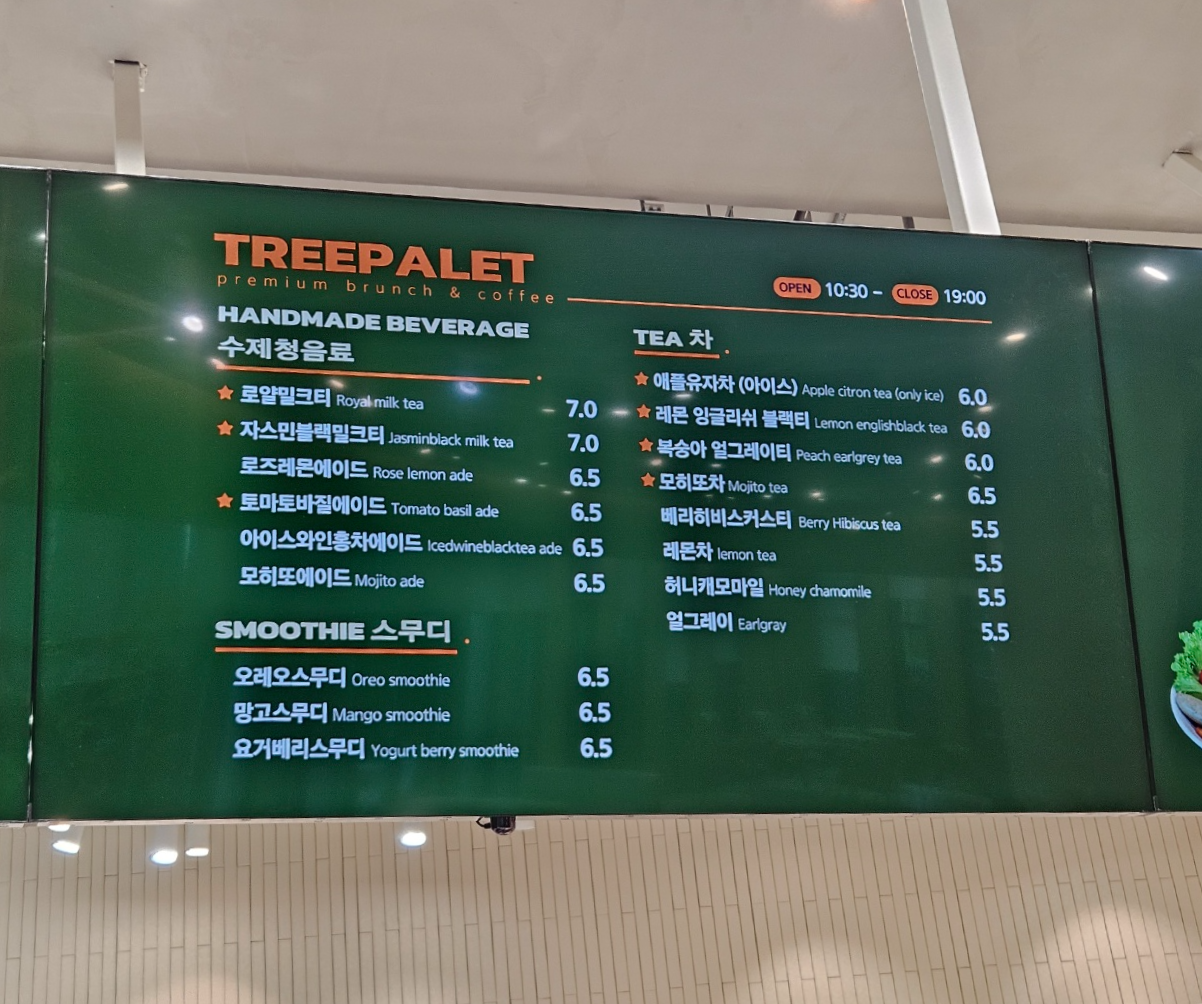 TREEPALET
premium brunch & coffee
OPEN 10:30 – CLOSE 19:00
HANDMADE BEVERAGE
수제청음료
★ 로얄밀크티 Royal milk tea 7.0
★ 자스민블랙밀크티 Jasminblack milk tea 7.0
로즈레몬에이드 Rose lemon ade 6.5
★ 토마토바질에이드 Tomato basil ade 6.5
아이스와인홍차에이드 Icedwineblacktea ade 6.5
모히또에이드 Mojito ade 6.5
SMOOTHIE 스무디
오레오스무디 Oreo smoothie 6.5
망고스무디 Mango smoothie 6.5
요거베리스무디 Yogurt berry smoothie 6.5
TEA 차
★ 애플유자차 (아이스) Apple citron tea (only ice) 6.0
★ 레몬 잉글리쉬 블랙티 Lemon englishblack tea 6.0
★ 복숭아 얼그레이티 Peach earlgrey tea 6.0
★ 모히또차 Mojito tea 6.5
베리히비스커스티 Berry Hibiscus tea 5.5
레몬차 lemon tea 5.5
허니캐모마일 Honey chamomile 5.5
얼그레이 Earlgray 5.5